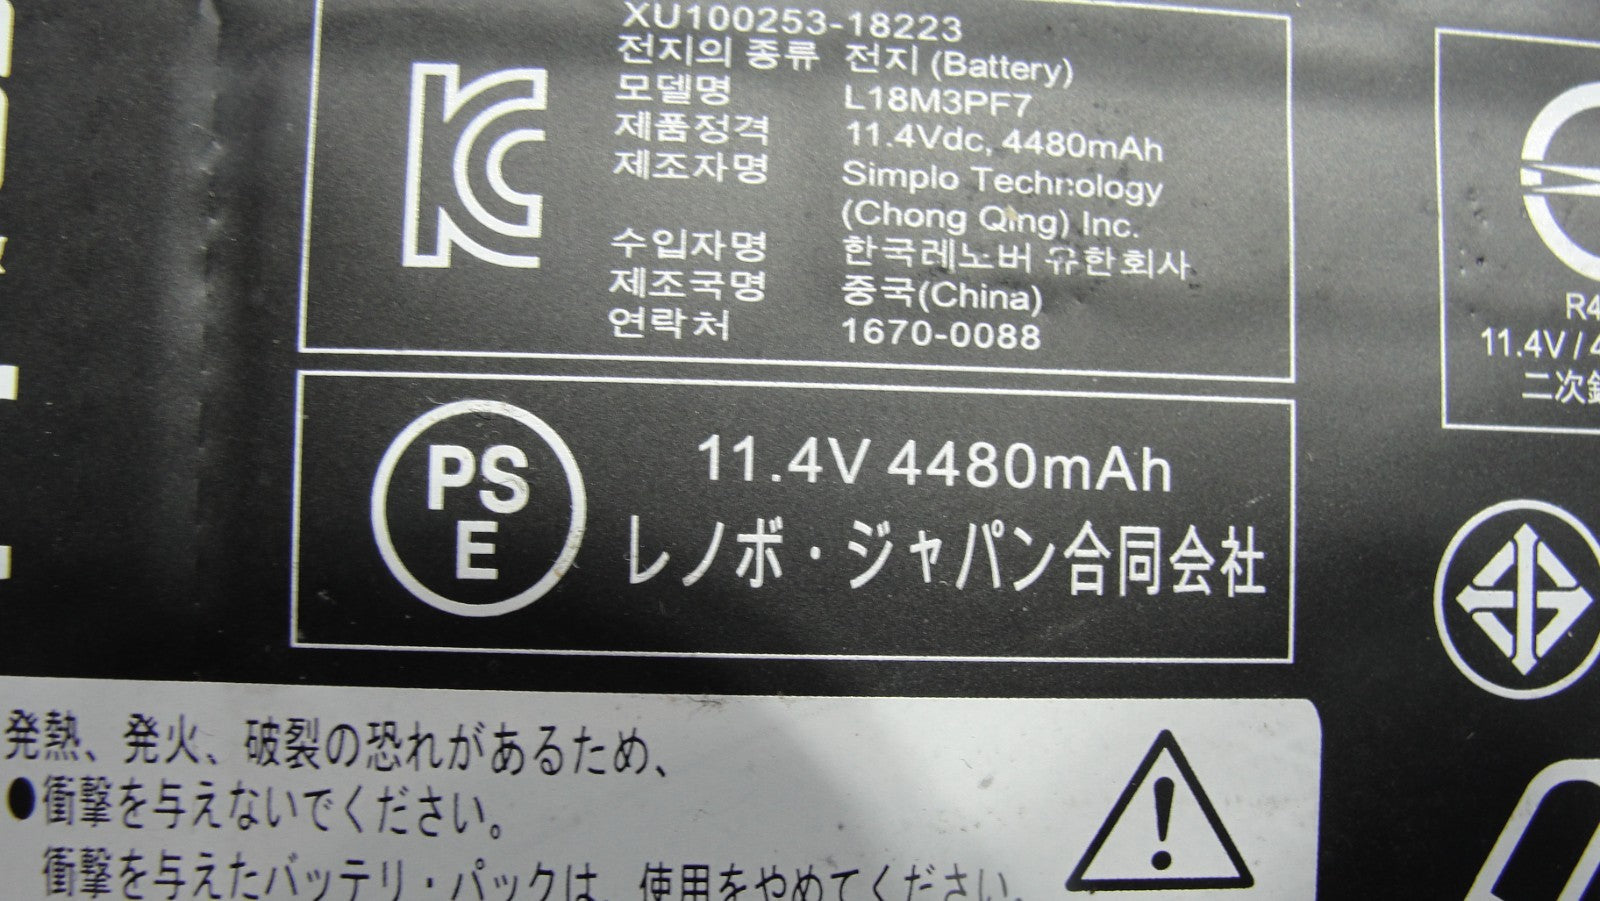 XU100253-18223
전지의 종류 전지 (Battery)
모델명 L18M3PF7
제품정격 11.4Vdc, 4480mAh
제조자명 Simplo Technology
(Chong Qing) Inc.
수입자명 한국레노버 유한회사
제조국명 중국(China)
연락처 1670-0088
PS
E
11.4V 4480mAh
レノボ・ジャパン合同会社
R4
11.4V / 4
二次
発熱、発火、破裂の恐れがあるため、
●衝撃を与えないでください。
衝撃を与えたバッテリ・パックは、使用をやめてください。